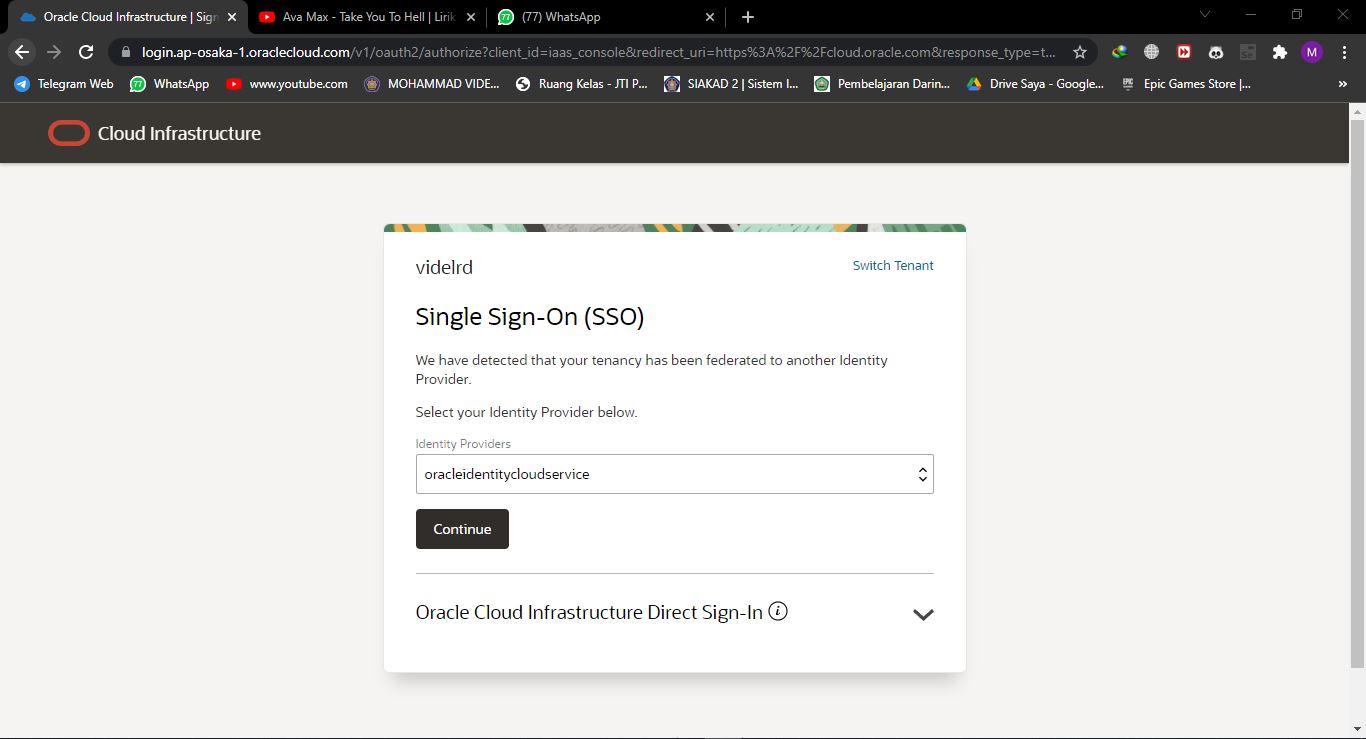 Oracle Cloud Infrastructure | Sign
Ava Max - Take You To Hell | Lirik
77
(77) WhatsApp
login.ap-osaka-1.oraclecloud.com/v1/oauth2/authorize?client_id=iaas_console&redirect_uri=https%3A%2F%2Fcloud.oracle.com&response_type=t...
M
Telegram Web
77
WhatsApp
www.youtube.com
MOHAMMAD VIDE...
Ruang Kelas - JTI P...
SIAKAD 2 | Sistem I...
Pembelajaran Darin...
Drive Saya - Google...
Epic Games Store |...
»
Cloud Infrastructure
videlrd
Switch Tenant
Single Sign-On (SSO)
We have detected that your tenancy has been federated to another Identity
Provider.
Select your Identity Provider below.
Identity Providers
oracleidentitycloudservice
Continue
Oracle Cloud Infrastructure Direct Sign-In i